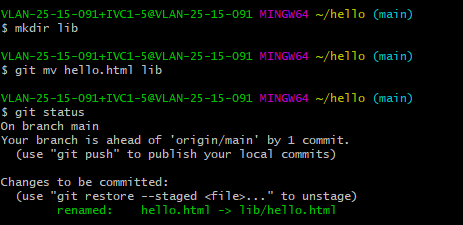 VLAN-25-15-091+IVC1-5@VLAN-25-15-091 MINGW64 ~/hello (main)
$ mkdir lib
VLAN-25-15-091+IVC1-5@VLAN-25-15-091 MINGW64 ~/hello (main)
$ git mv hello.html lib
VLAN-25-15-091+IVC1-5@VLAN-25-15-091 MINGW64 ~/hello (main)
$ git status
On branch main
Your branch is ahead of 'origin/main' by 1 commit.
  (use "git push" to publish your local commits)
Changes to be committed:
  (use "git restore --staged <file>..." to unstage)
        renamed:    hello.html -> lib/hello.html